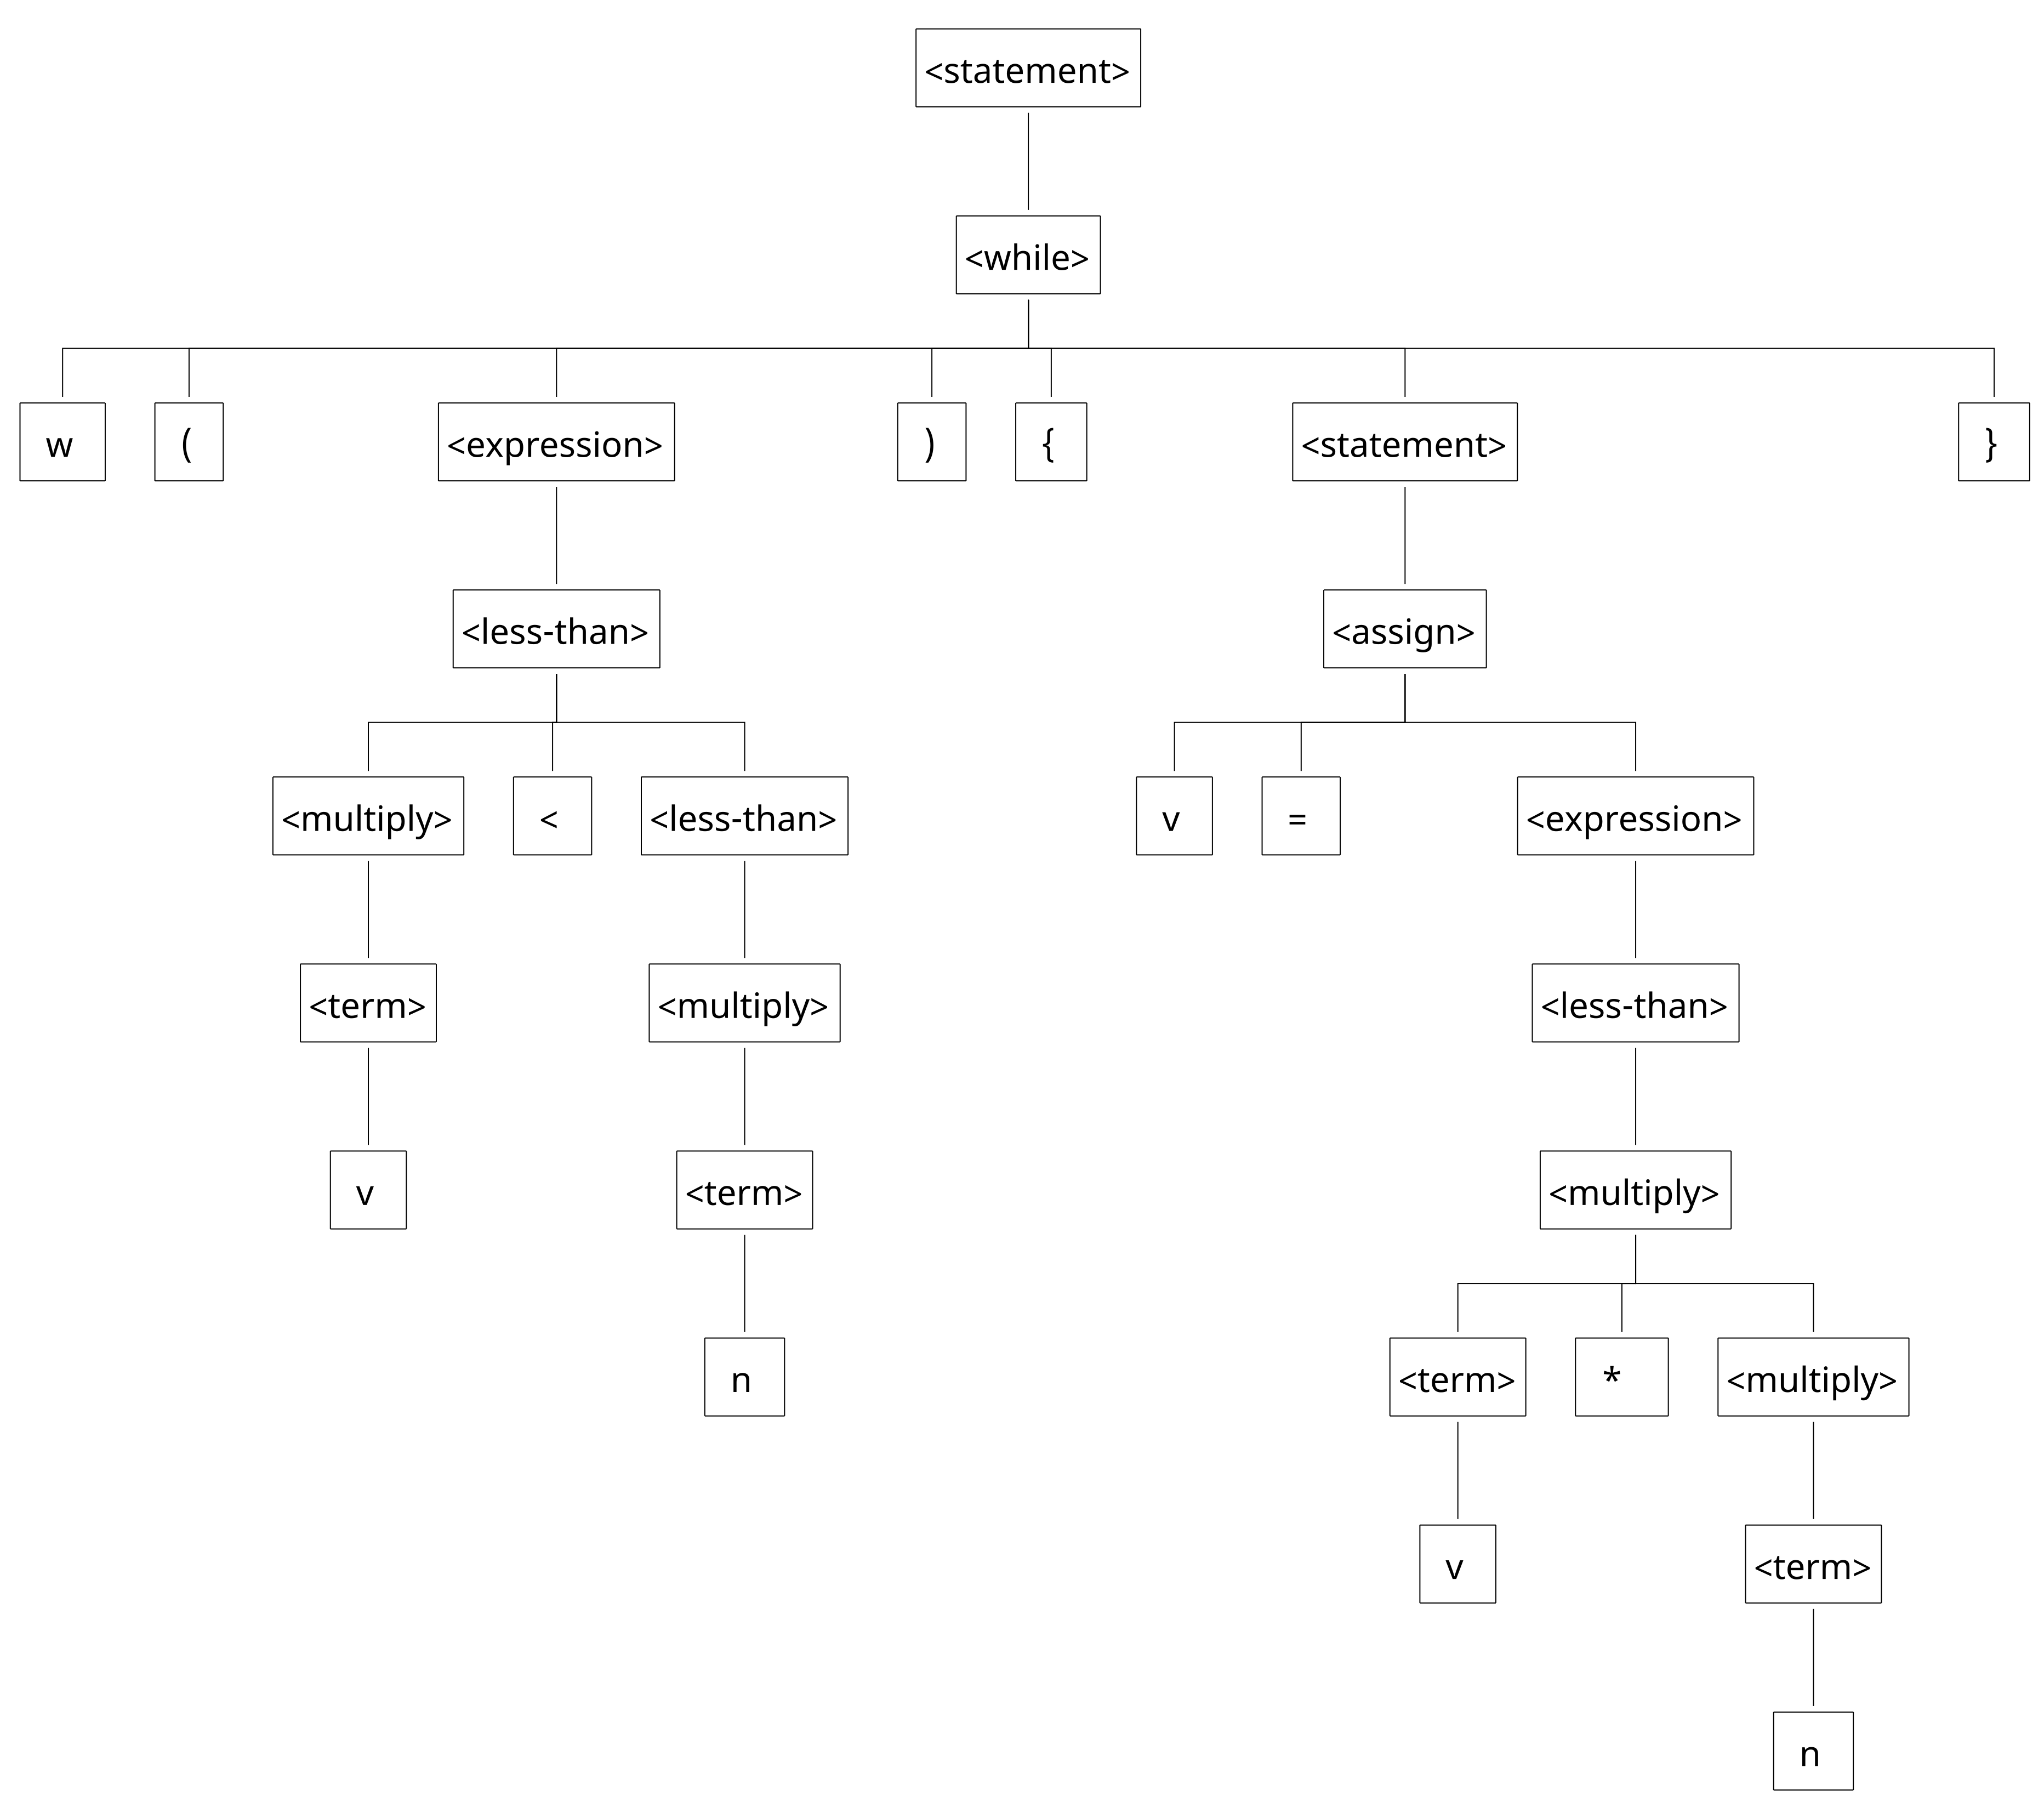 <statement>
<while>
w ( <expression> ) { <statement> }
<less-than> <assign>
<multiply> < <less-than> v = <expression>
<term> <multiply> <less-than>
v <term> <multiply>
n <term> * <multiply>
v <term>
n